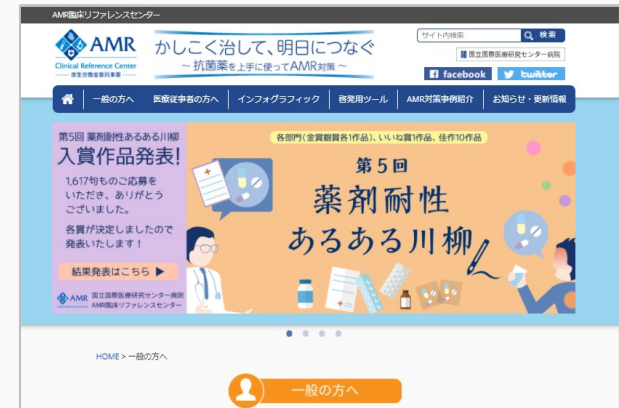 AMR臨床リファレンスセンター
AMR
Clinical Reference Center
厚生労働省委託事業
かしこく治して、明日につなぐ
~ 抗菌薬を上手に使ってAMR対策 ~
サイト内検索
検索
国立国際医療研究センター病院
facebook
twitter
一般の方へ
医療従事者の方へ
インフォグラフィック
啓発用ツール
AMR対策事例紹介
お知らせ・更新情報
第5回 薬剤耐性あるある川柳
入賞作品発表!
1,617句ものご応募を
いただき、ありがとう
ございました。
各賞が決定しましたので
発表いたします!
結果発表はこちら ▶
AMR
国立国際医療研究センター病院
AMR臨床リファレンスセンター
各部門(金賞銀賞各1作品)、いいね賞1作品、佳作10作品
第5回
薬剤耐性
あるある川柳
HOME > 一般の方へ
一般の方へ